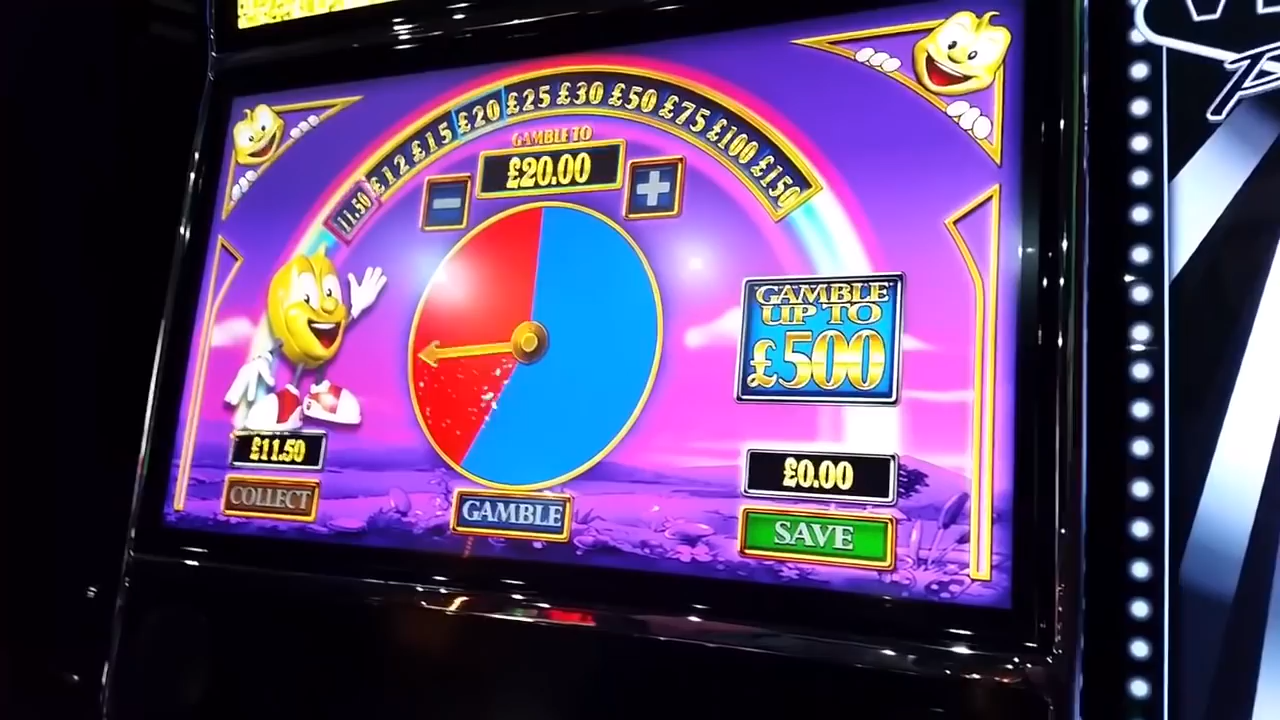 11.50 £12 £15 £20 £25 £30 £50 £75 £100 £150
GAMBLE TO
£20.00
- +
GAMBLE
UP TO
£500
£11.50
COLLECT
GAMBLE
£0.00
SAVE